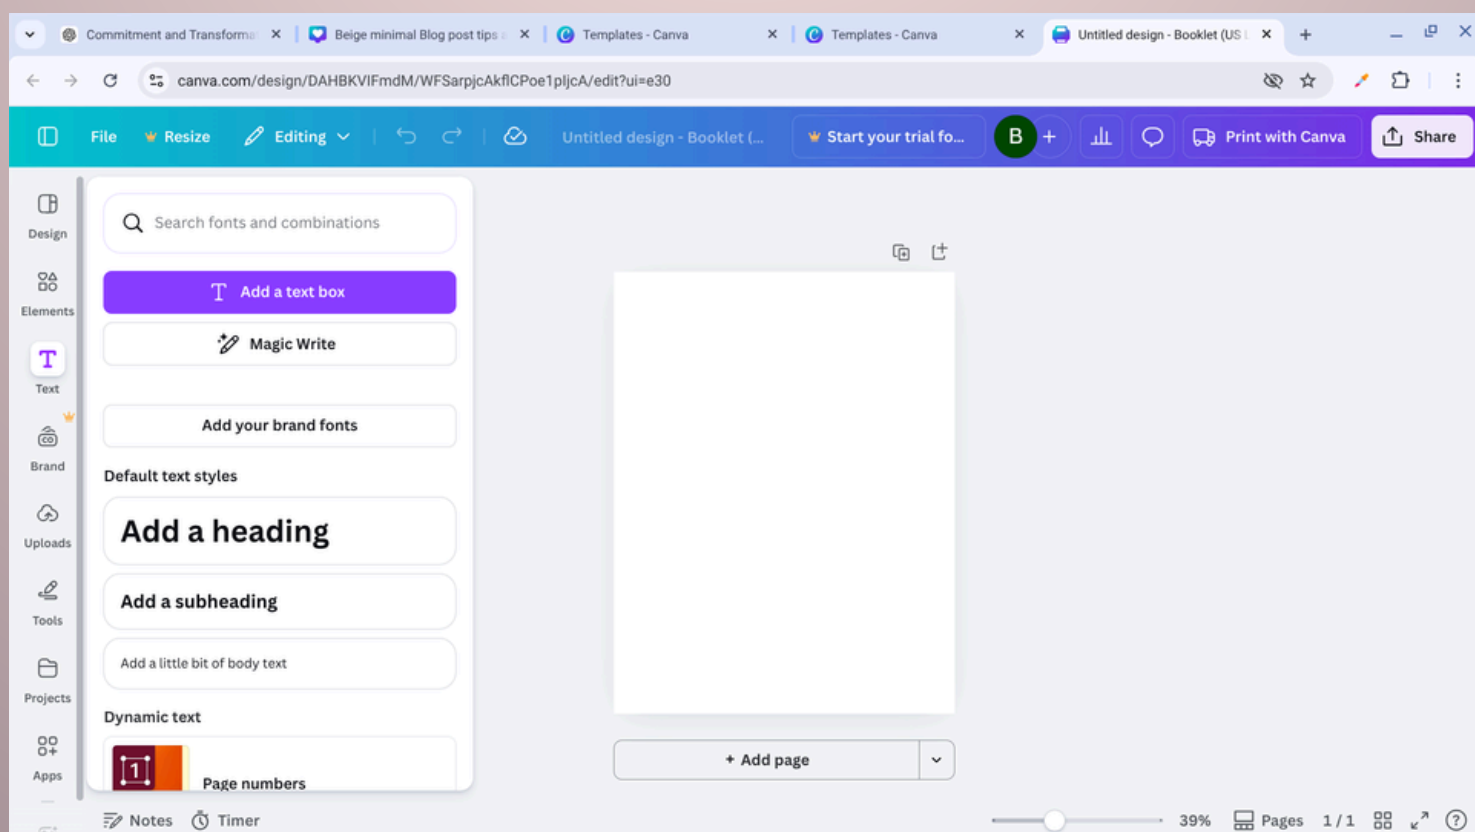 Commitment and Transforma
Beige minimal Blog post tips a
Templates - Canva
Templates - Canva
Untitled design - Booklet (US L
canva.com/design/DAHBKVIFmdM/WFSarpjcAkflCPoe1pljcA/edit?ui=e30
File
Resize
Editing
Untitled design - Booklet (...
Start your trial fo...
B
Print with Canva
Share
Design
Elements
Text
Brand
Uploads
Tools
Projects
Apps
Search fonts and combinations
T Add a text box
Magic Write
Add your brand fonts
Default text styles
Add a heading
Add a subheading
Add a little bit of body text
Dynamic text
1
Page numbers
+ Add page
Notes
Timer
39%
Pages
1 / 1